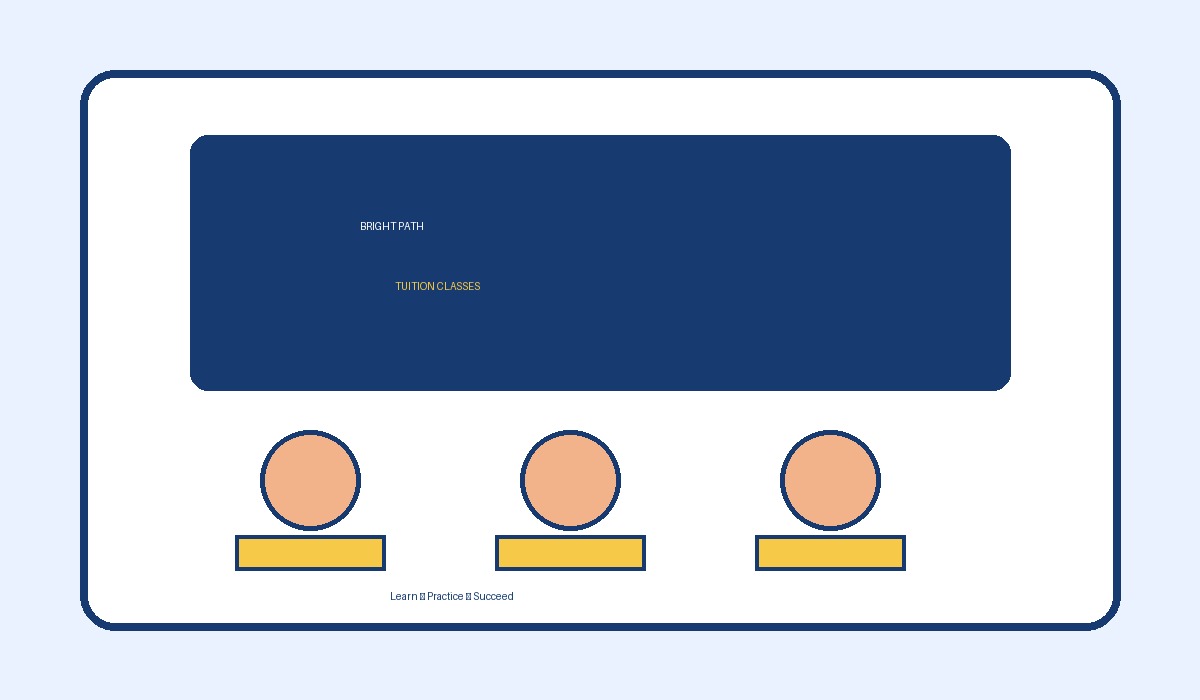 BRIGHT PATH
TUITION CLASSES
Learn ▯ Practice ▯ Succeed